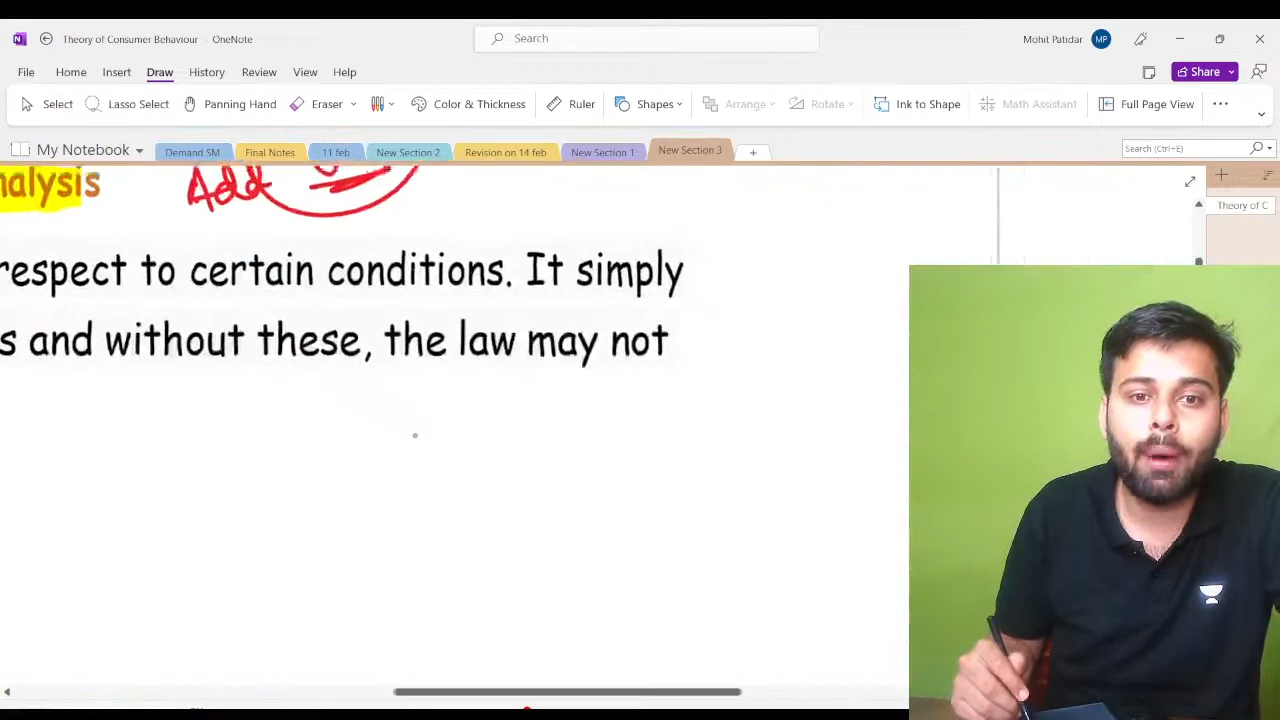 Theory of Consumer Behaviour – OneNote
Search
Mohit Patidar MP
File Home Insert Draw History Review View Help
Share
Select Lasso Select Panning Hand Eraser Color & Thickness Ruler Shapes Arrange Rotate Ink to Shape Math Assistant Full Page View
My Notebook Demand SM Final Notes 11 feb New Section 2 Revision on 14 feb New Section 1 New Section 3
Search (Ctrl+E)
Theory of C
nalysis Add
respect to certain conditions. It simply
s and without these, the law may not